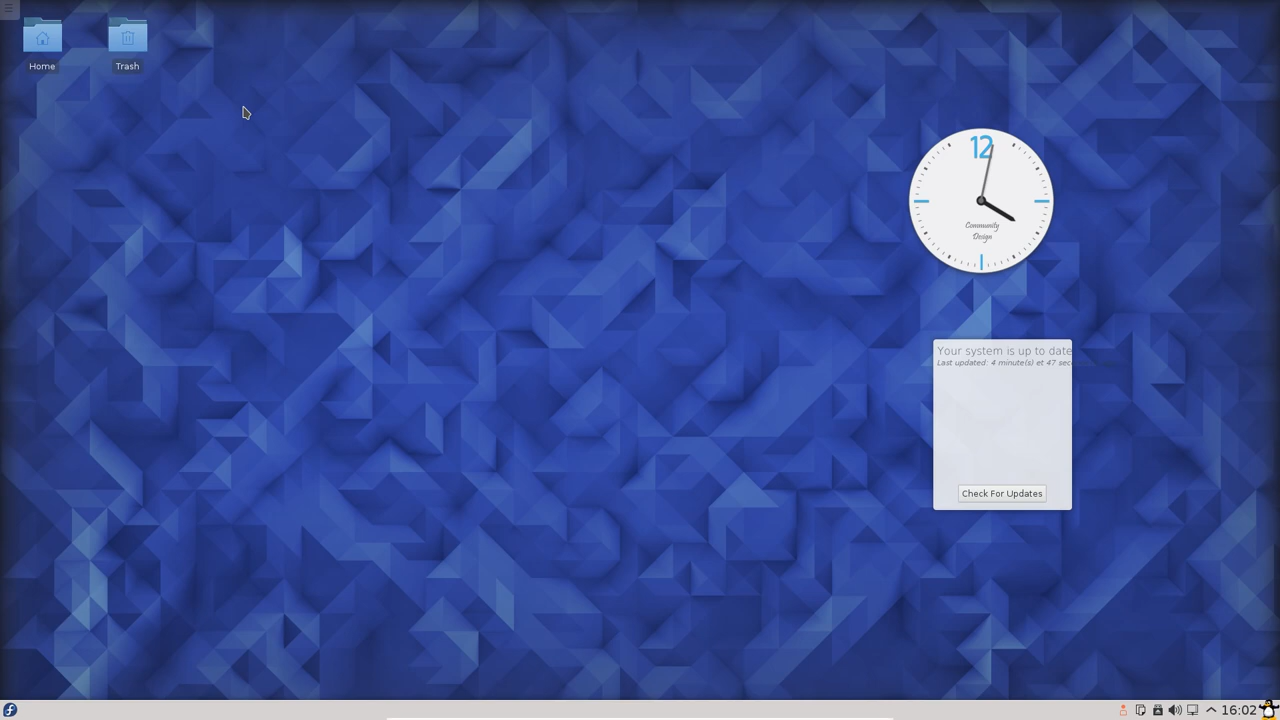 Home
Trash
12
Community
Design
Your system is up to date
Last updated: 4 minute(s) et 47 sec
Check For Updates
16:02